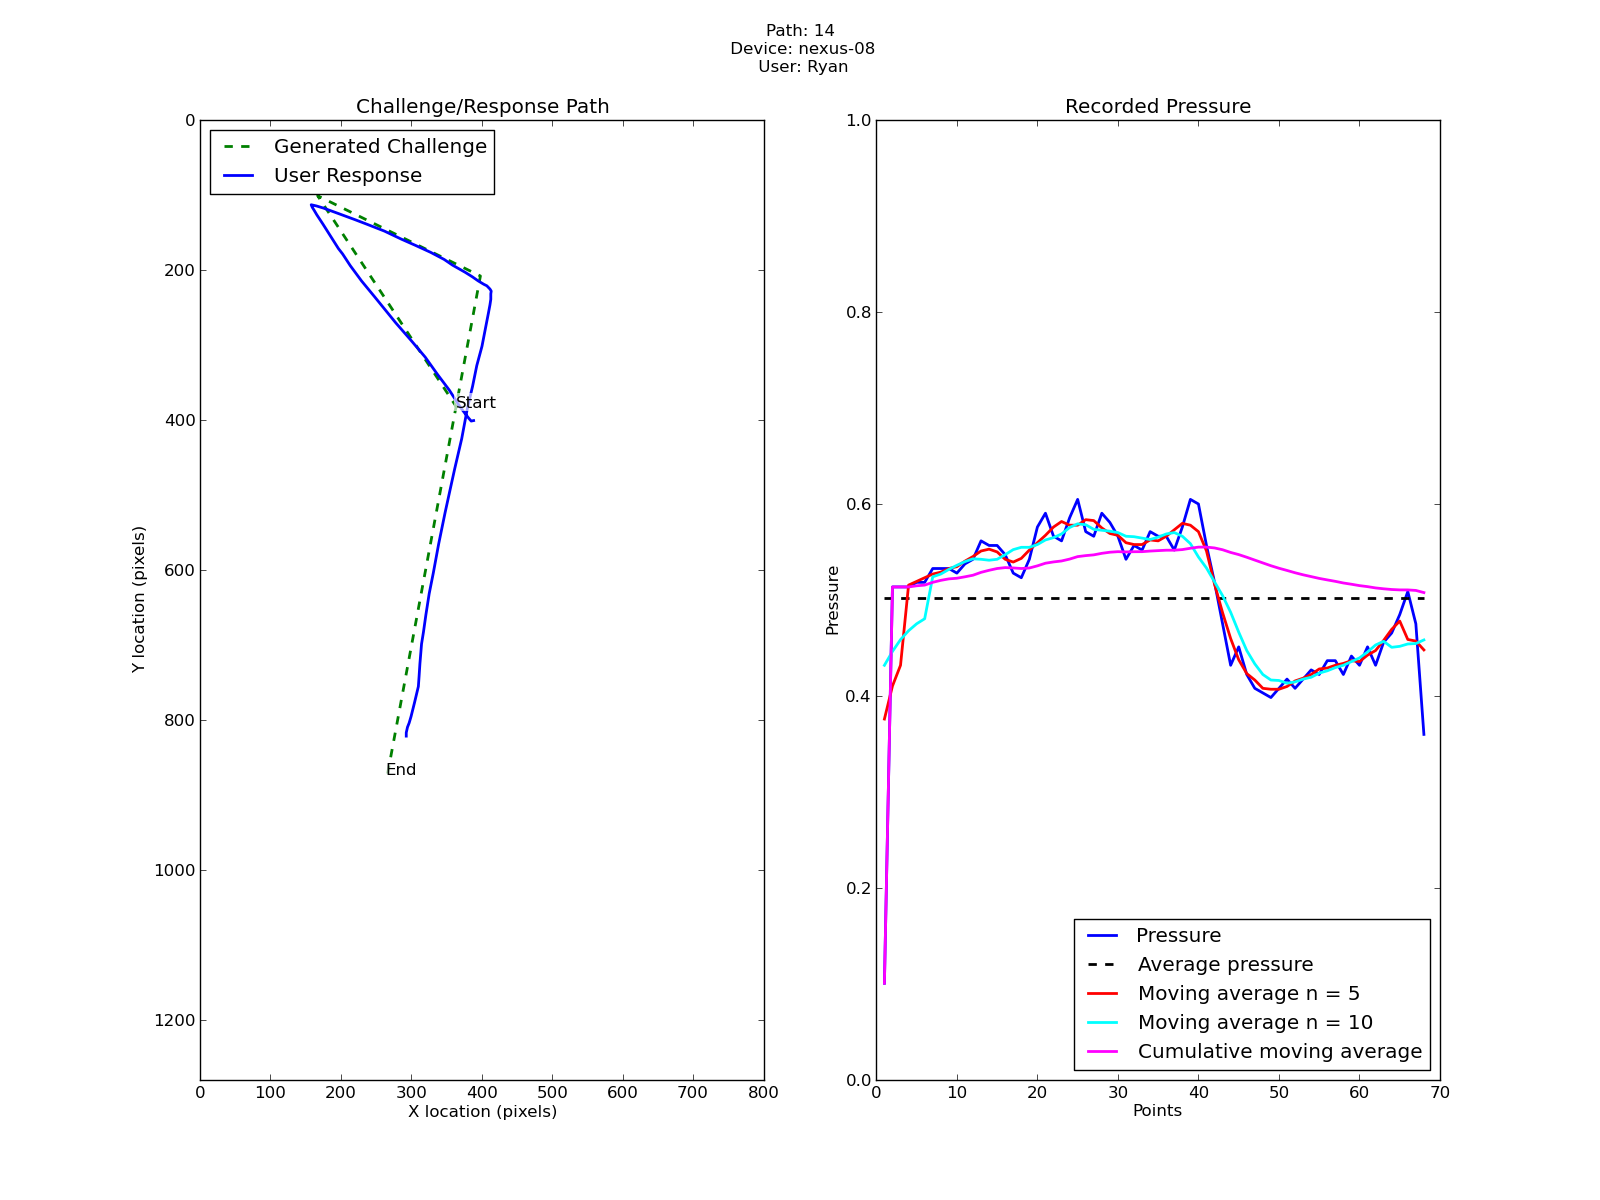 Path: 14
Device: nexus-08
User: Ryan
Challenge/Response Path
Generated Challenge
User Response
Start
End
0
200
400
600
800
1000
1200
Y location (pixels)
0 100 200 300 400 500 600 700 800
X location (pixels)
Recorded Pressure
1.0
0.8
0.6
0.4
0.2
0.0
Pressure
Pressure
Average pressure
Moving average n = 5
Moving average n = 10
Cumulative moving average
0 10 20 30 40 50 60 70
Points